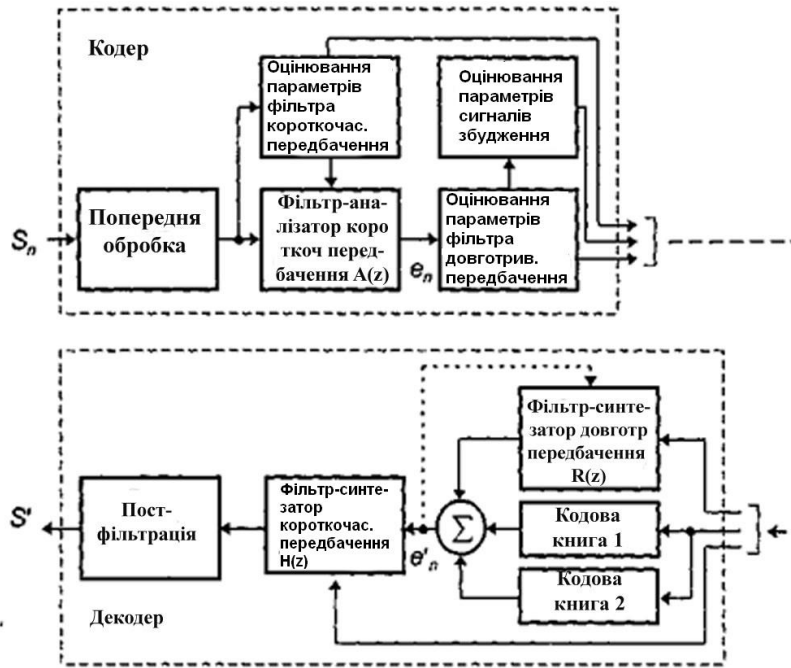 Кодер
Оцінювання
параметрів
фільтра
короткочас.
передбачення
Оцінювання
параметрів
сигналів
збудження
Sn
Попередня
обробка
Фільтр-ана-
лізатор коро
ткоч перед-
бачення A(z)
en
Оцінювання
параметрів
фільтра
довготрив.
передбачення
Фільтр-синте-
затор довготр
передбачення
R(z)
S'
Пост-
фільтрація
Фільтр-синте-
затор
короткочас.
передбачення
H(z)
e'n
Σ
Кодова
книга 1
Кодова
книга 2
Декодер